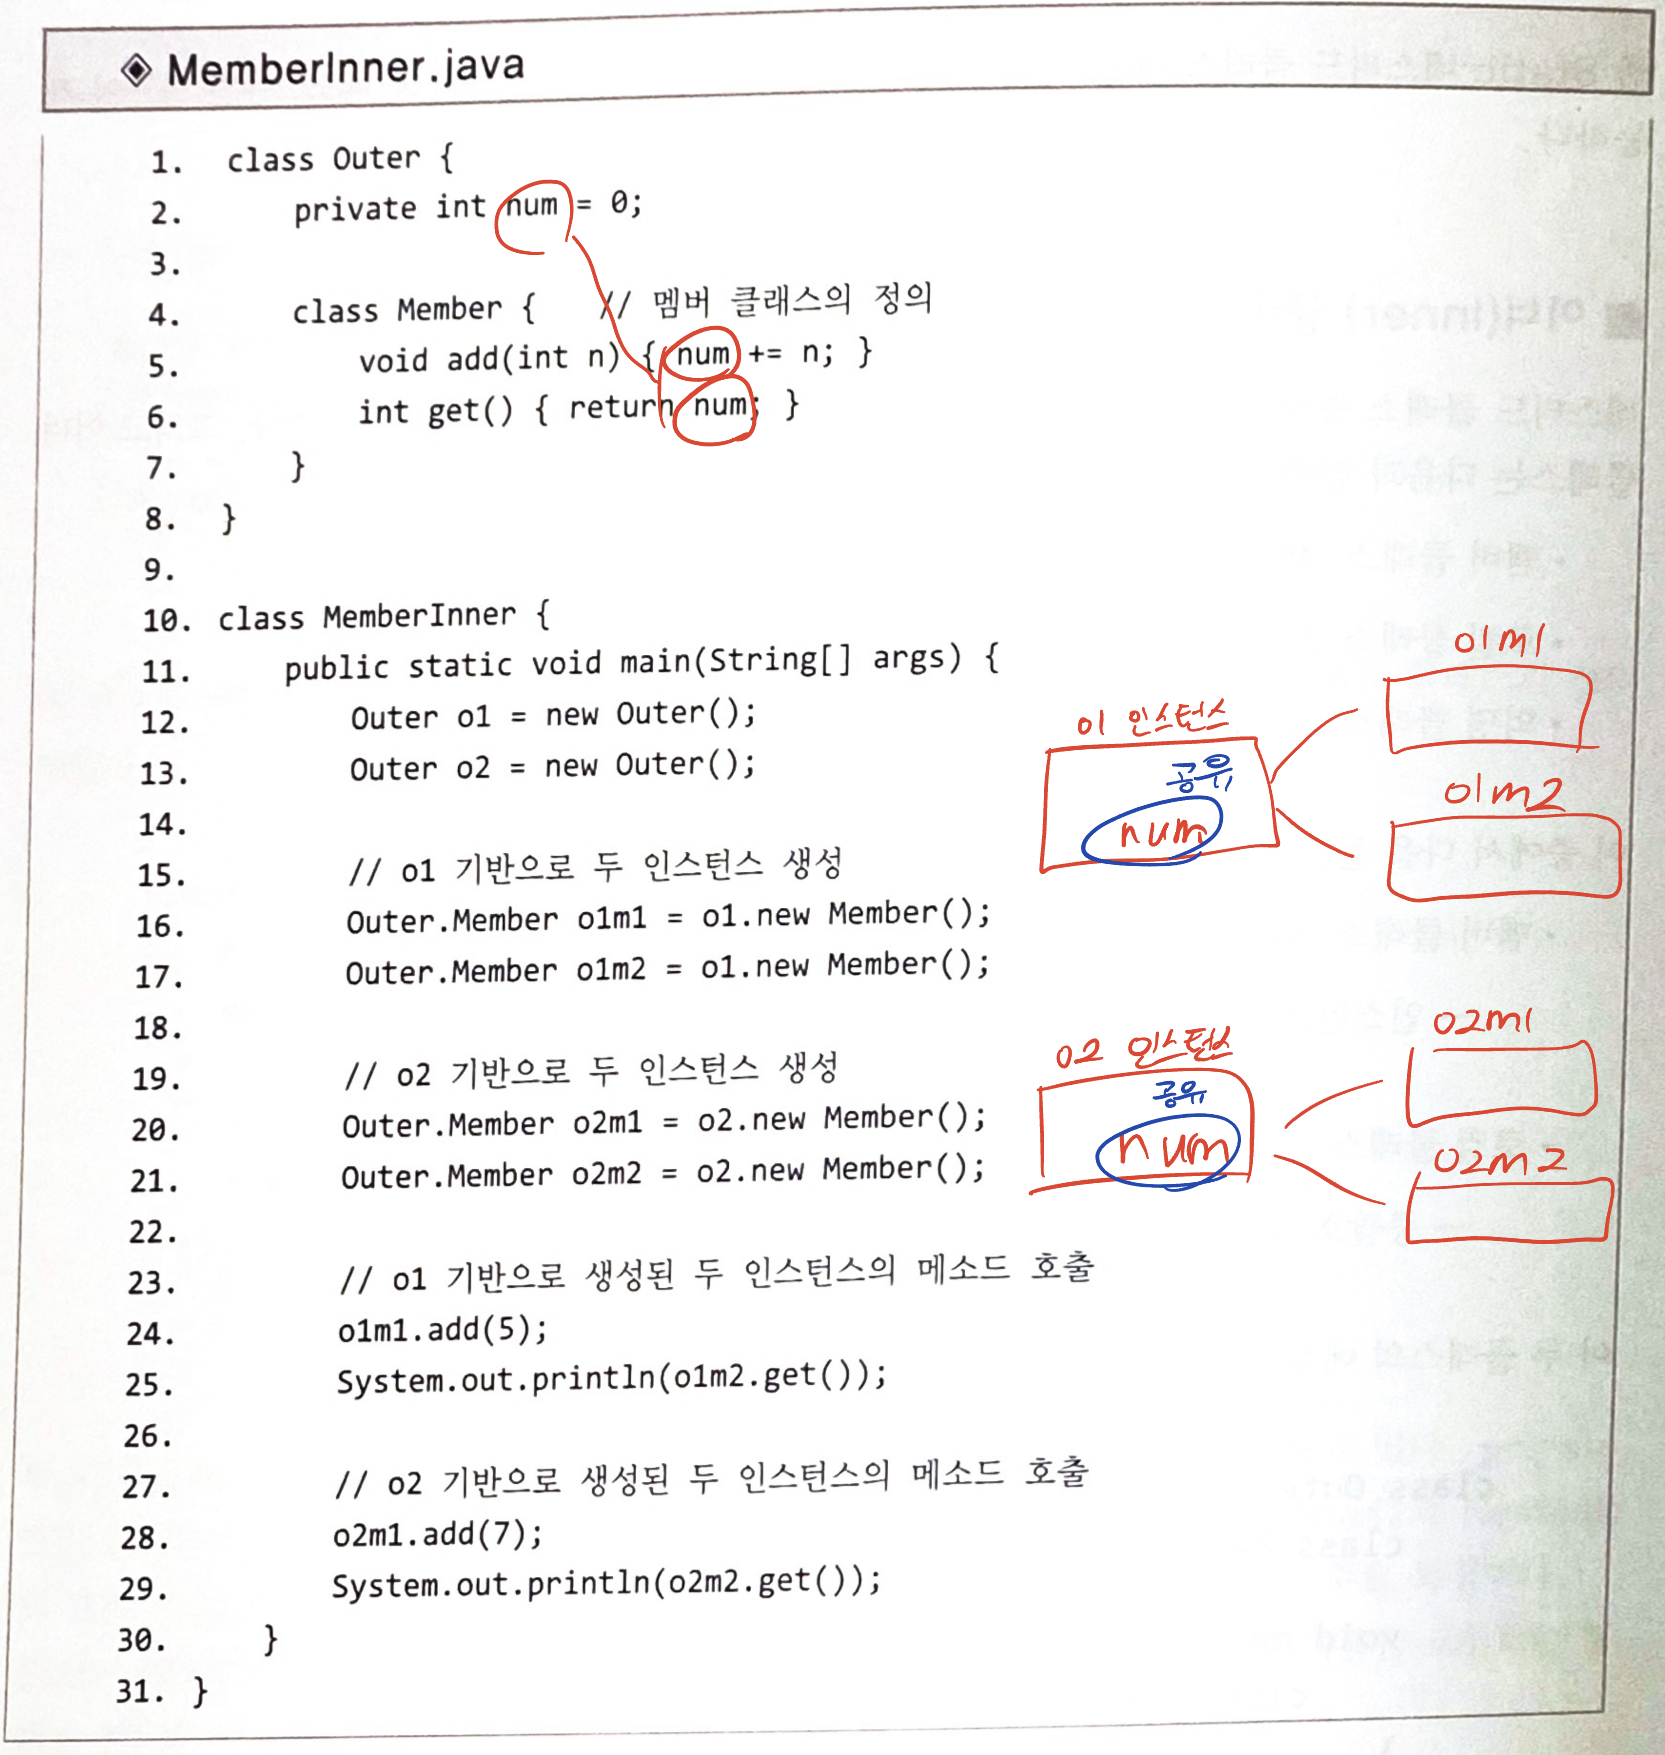 ◈ MemberInner.java
1. class Outer {
2. private int num = 0;
3.
4. class Member { // 멤버 클래스의 정의
5. void add(int n) { num += n; }
6. int get() { return num; }
7. }
8. }
9.
10. class MemberInner {
11. public static void main(String[] args) {
12. Outer o1 = new Outer();
13. Outer o2 = new Outer();
14.
15. // o1 기반으로 두 인스턴스 생성
16. Outer.Member o1m1 = o1.new Member();
17. Outer.Member o1m2 = o1.new Member();
18.
19. // o2 기반으로 두 인스턴스 생성
20. Outer.Member o2m1 = o2.new Member();
21. Outer.Member o2m2 = o2.new Member();
22.
23. // o1 기반으로 생성된 두 인스턴스의 메소드 호출
24. o1m1.add(5);
25. System.out.println(o1m2.get());
26.
27. // o2 기반으로 생성된 두 인스턴스의 메소드 호출
28. o2m1.add(7);
29. System.out.println(o2m2.get());
30. }
31. }
o1 인스턴스
공유
num
o1m1
o1m2
o2 인스턴스
공유
num
o2m1
o2m2